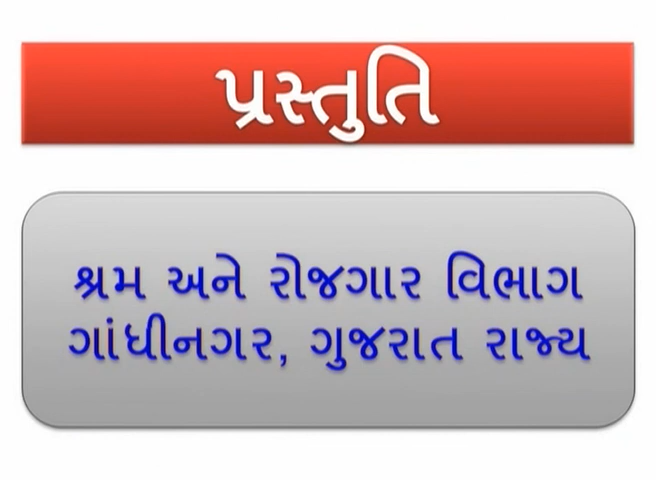 પ્રસ્તુતિ
શ્રમ અને રોજગાર વિભાગ
ગાંધીનગર, ગુજરાત રાજ્ય